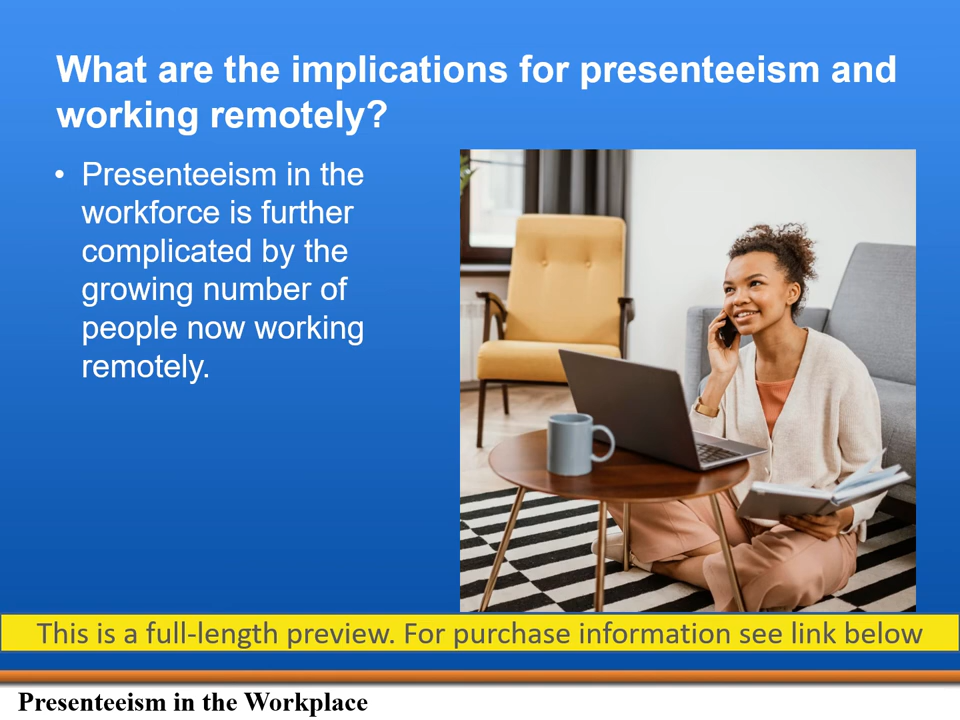 What are the implications for presenteeism and
working remotely?
• Presenteeism in the
workforce is further
complicated by the
growing number of
people now working
remotely.
This is a full-length preview. For purchase information see link below
Presenteeism in the Workplace